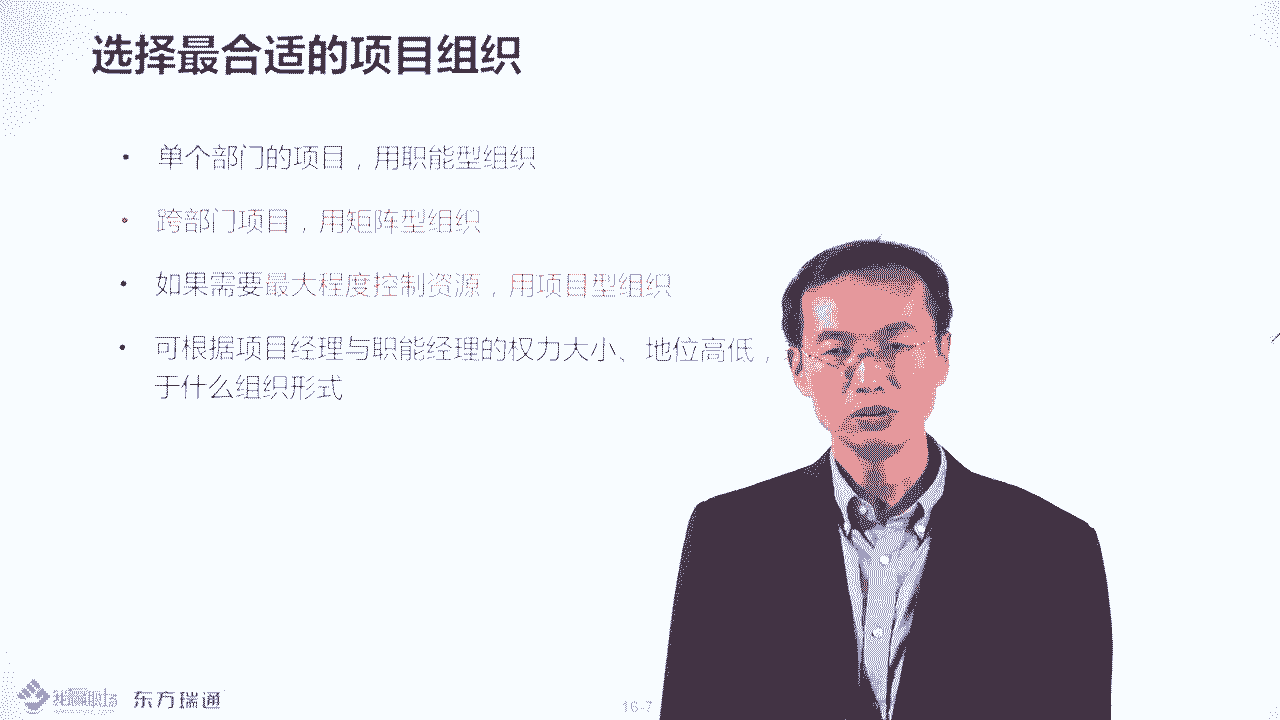 选择最合适的项目组织
• 单个部门的项目，用职能型组织
• 跨部门项目，用矩阵型组织
• 如果需要最大程度控制资源，用项目型组织
• 可根据项目经理与职能经理的权力大小、地位高低，
于什么组织形式
东方瑞通
16-7